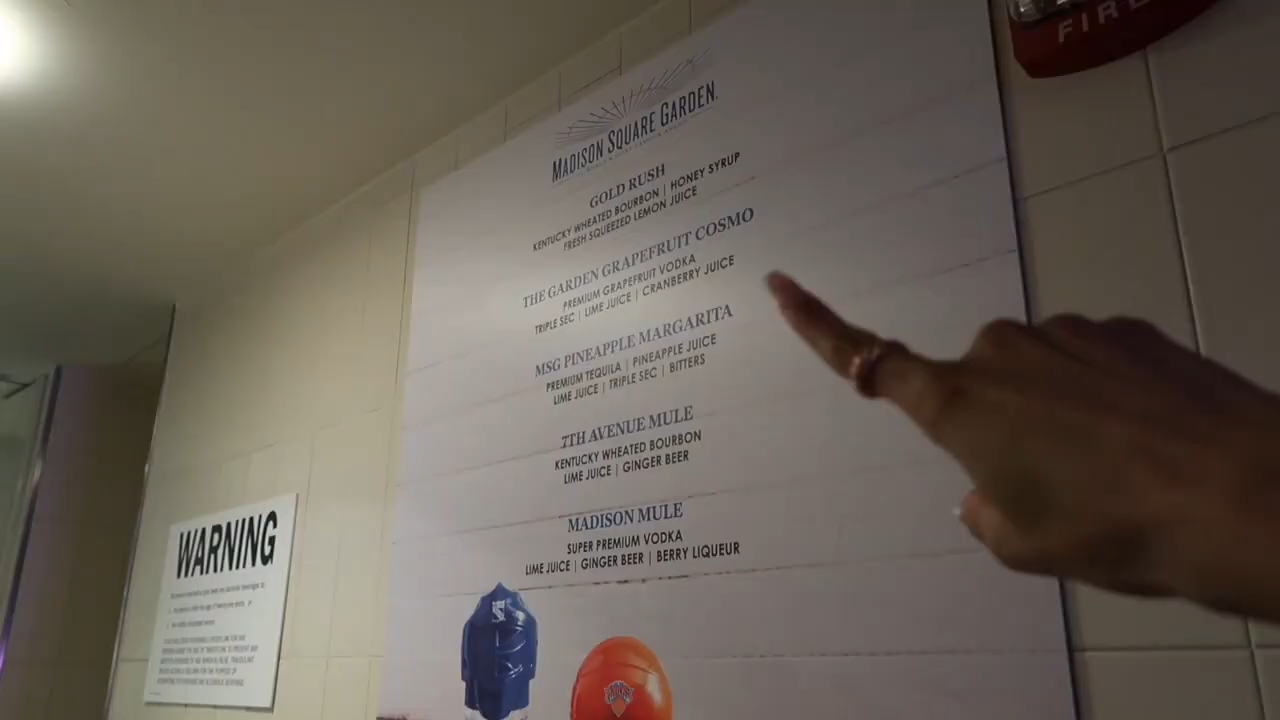 FIRE
MADISON SQUARE GARDEN
GOLD RUSH
KENTUCKY WHEATED BOURBON | HONEY SYRUP
FRESH SQUEEZED LEMON JUICE
THE GARDEN GRAPEFRUIT COSMO
PREMIUM GRAPEFRUIT VODKA
TRIPLE SEC | LIME JUICE | CRANBERRY JUICE
MSG PINEAPPLE MARGARITA
PREMIUM TEQUILA | PINEAPPLE JUICE
LIME JUICE | TRIPLE SEC | BITTERS
7TH AVENUE MULE
KENTUCKY WHEATED BOURBON
LIME JUICE | GINGER BEER
MADISON MULE
SUPER PREMIUM VODKA
LIME JUICE | GINGER BEER | BERRY LIQUEUR
WARNING